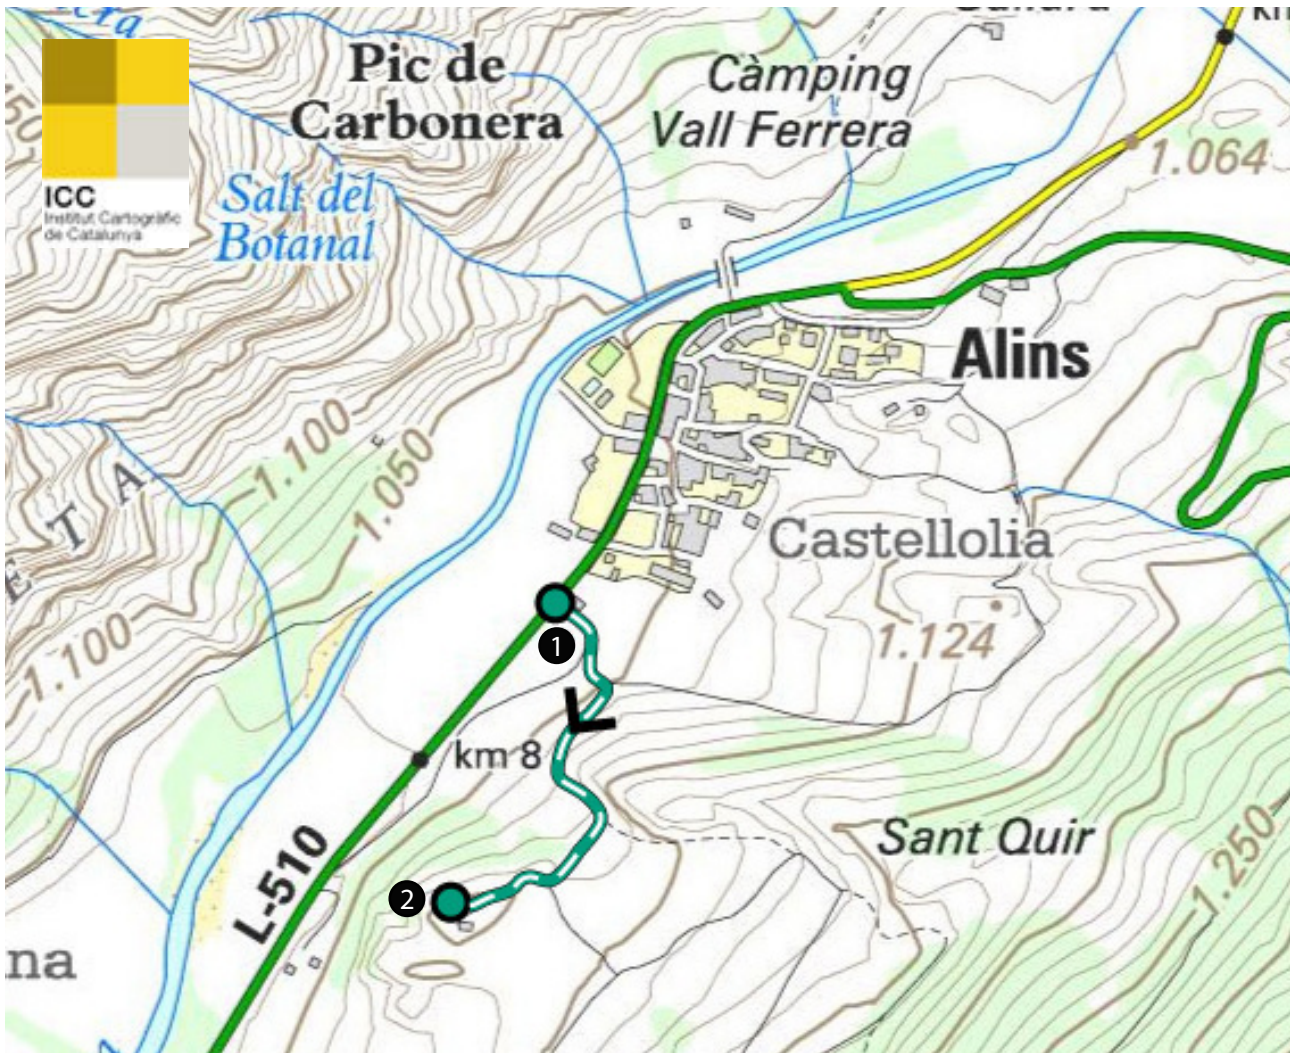 Pic de
Carbonera
Càmping
Vall Ferrera
1.064
ICC
Institut Cartogràfic
de Catalunya
Salt del
Botanal
Alins
1.100
1.050
E T A
Castellolia
1.124
1.100
1
km 8
Sant Quir
1.250
L-510
2
na